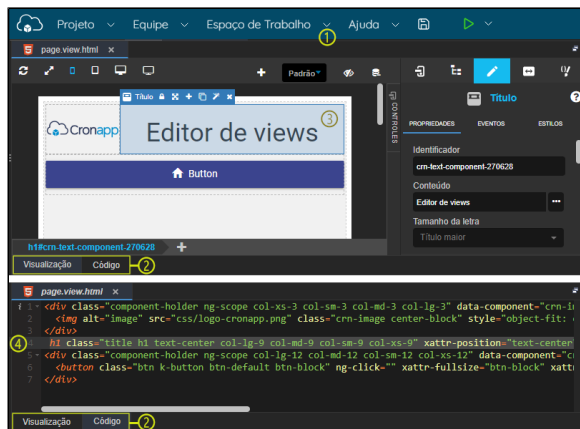 Projeto Equipe Espaço de Trabalho Ajuda
1
page.view.html x
Padrão
Título
Título
CONTROLES
PROPRIEDADES EVENTOS ESTILOS
Cronapp
Editor de views
3
Identificador
crn-text-component-270628
Conteúdo
Editor de views
...
Button
Tamanho da letra
Título maior
h1#crn-text-component-270628
Visualização Código
2
page.view.html x
1 <div class="component-holder ng-scope col-xs-3 col-sm-3 col-md-3 col-lg-3" data-component="crn-i
2 <img alt="image" src="css/logo-cronapp.png" class="crn-image center-block" style="object-fit:
3 </div>
4 h1 class="title h1 text-center col-lg-9 col-md-9 col-sm-9 col-xs-9" xattr-position="text-center
5 <div class="component-holder ng-scope col-lg-12 col-md-12 col-sm-12 col-xs-12" data-component="c
6 <button class="btn k-button btn-default btn-block" ng-click="" xattr-fullsize="btn-block" xattr
7 </div>
Visualização Código
2